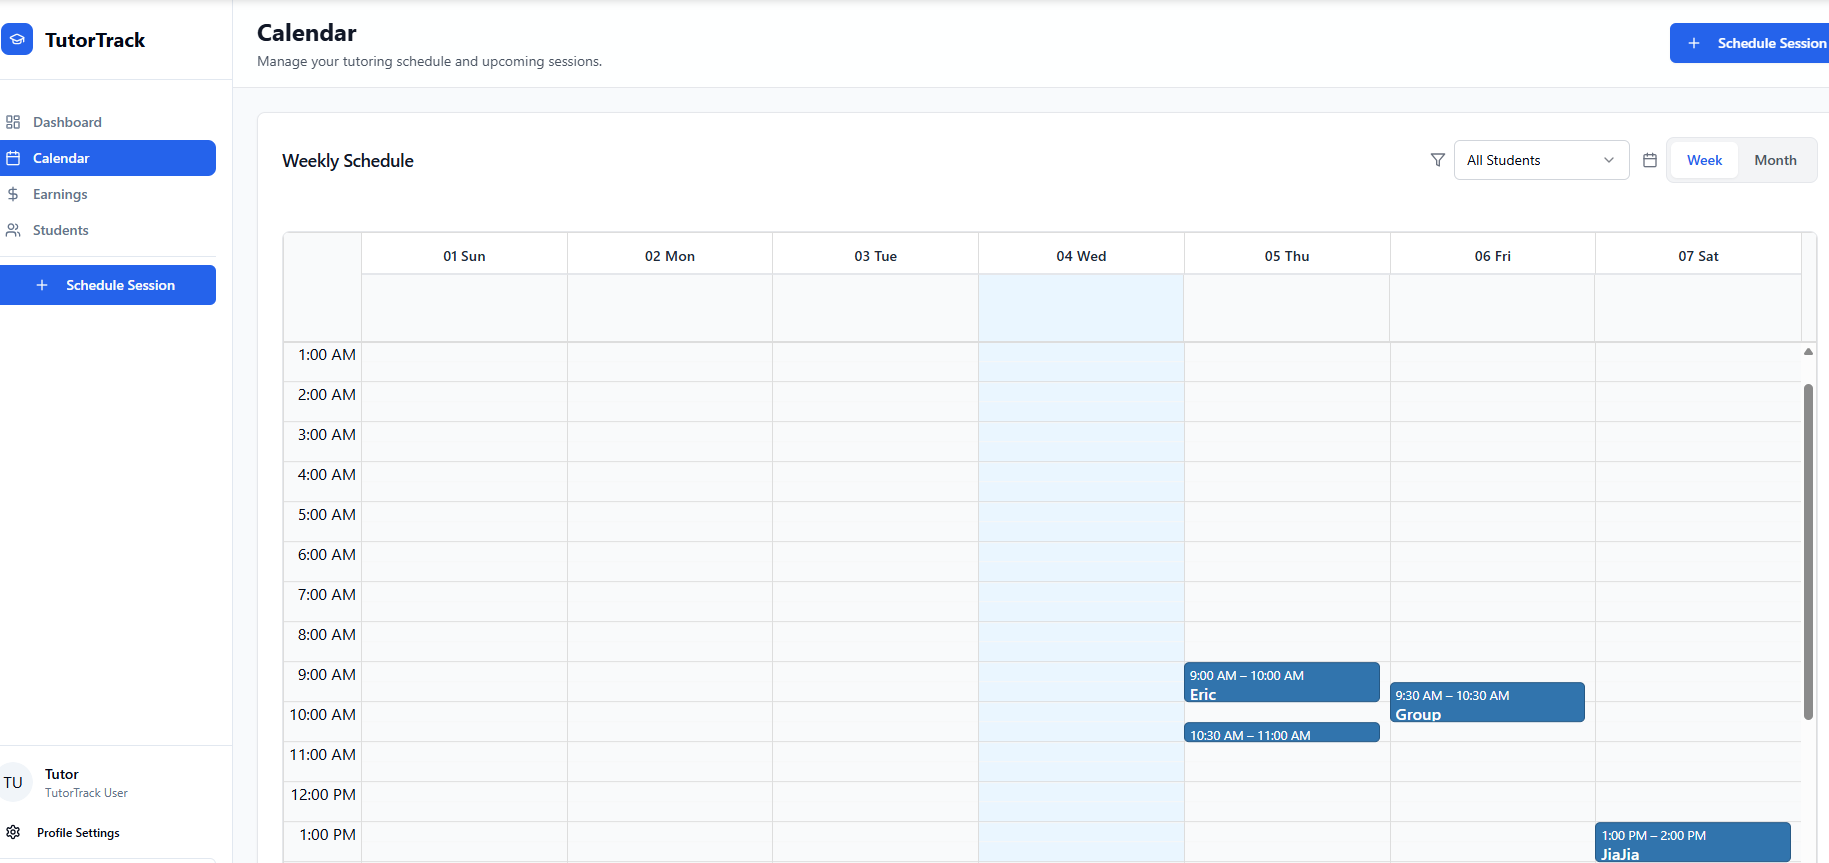 TutorTrack
Dashboard
Calendar
Earnings
Students
Schedule Session
Tutor
TU
TutorTrack User
Profile Settings
Calendar
Manage your tutoring schedule and upcoming sessions.
Schedule Session
Weekly Schedule
All Students
Week
Month
01 Sun
02 Mon
03 Tue
04 Wed
05 Thu
06 Fri
07 Sat
1:00 AM
2:00 AM
3:00 AM
4:00 AM
5:00 AM
6:00 AM
7:00 AM
8:00 AM
9:00 AM
10:00 AM
11:00 AM
12:00 PM
1:00 PM
9:00 AM – 10:00 AM
Eric
10:30 AM – 11:00 AM
9:30 AM – 10:30 AM
Group
1:00 PM – 2:00 PM
JiaJia